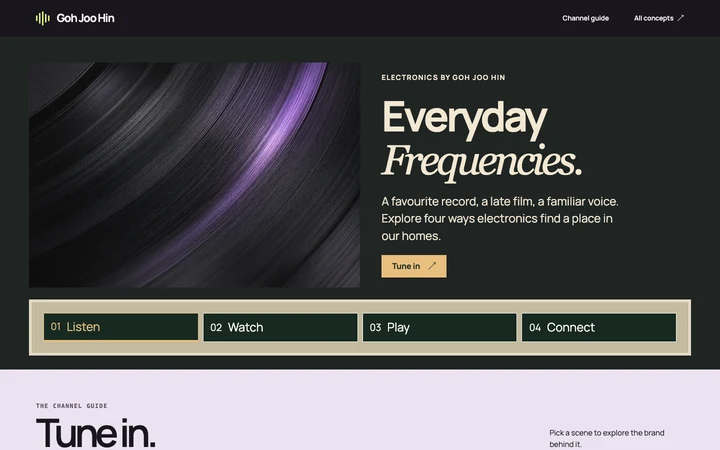 Goh Joo Hin
Channel guide
All concepts ↗
ELECTRONICS BY GOH JOO HIN
Everyday
Frequencies.
A favourite record, a late film, a familiar voice.
Explore four ways electronics find a place in
our homes.
Tune in ↗
01 Listen
02 Watch
03 Play
04 Connect
THE CHANNEL GUIDE
Tune in.
Pick a scene to explore the brand
behind it.